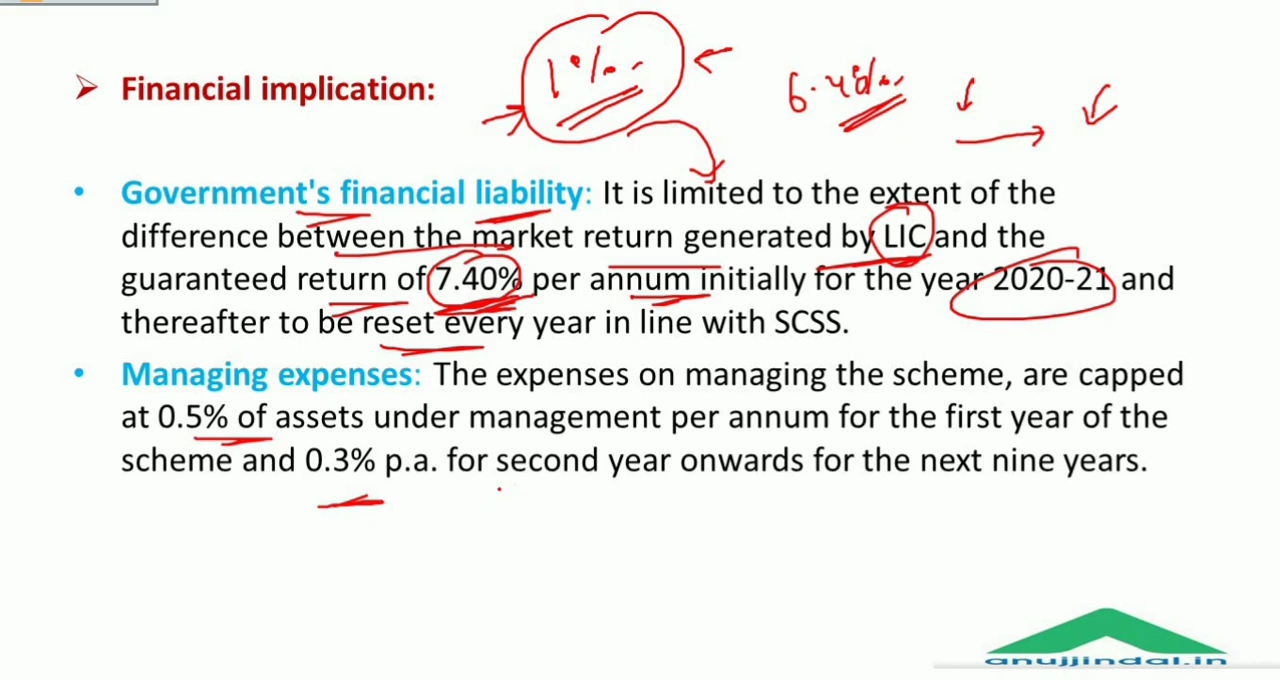 1%
6.40%
Financial implication:
Government's financial liability: It is limited to the extent of the
difference between the market return generated by LIC and the
guaranteed return of 7.40% per annum initially for the year 2020-21 and
thereafter to be reset every year in line with SCSS.
Managing expenses: The expenses on managing the scheme, are capped
at 0.5% of assets under management per annum for the first year of the
scheme and 0.3% p.a. for second year onwards for the next nine years.
anujjindal.in